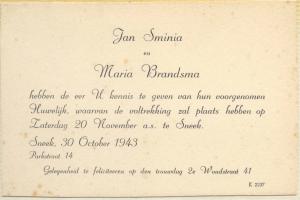 Jan Sminia
en
Maria Brandsma
hebben de eer U kennis te geven van hun voorgenomen
Huwelijk, waarvan de voltrekking zal plaats hebben op
Zaterdag 20 November a.s. te Sneek.
Sneek, 30 October 1943
Parkstraat 14
Gelegenheid te feliciteeren op den trouwdag 2e Woudstraat 41
K 2237